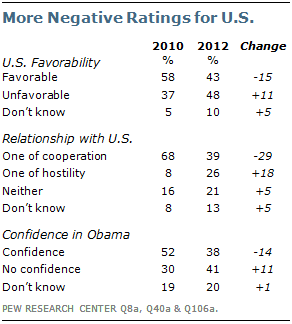 More Negative Ratings for U.S.
2010 2012 Change
U.S. Favorability % %
Favorable 58 43 -15
Unfavorable 37 48 +11
Don't know 5 10 +5
Relationship with U.S.
One of cooperation 68 39 -29
One of hostility 8 26 +18
Neither 16 21 +5
Don't know 8 13 +5
Confidence in Obama
Confidence 52 38 -14
No confidence 30 41 +11
Don't know 19 20 +1
PEW RESEARCH CENTER Q8a, Q40a & Q106a.